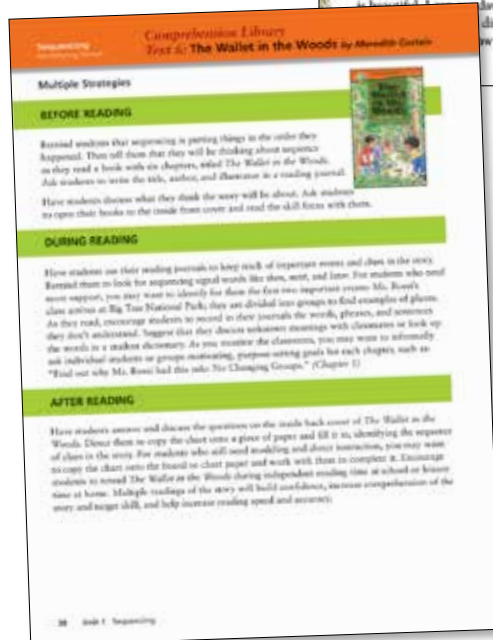 Sequencing
Comprehension Library
Text 6: The Wallet in the Woods by Meredith Costain
Multiple Strategies
BEFORE READING
Remind students that sequencing is putting things in the order they
happened. Then tell them that they will be thinking about sequence
as they read a book with six chapters, titled The Wallet in the Woods.
Ask students to write the title, author, and illustrator in a reading journal.
Have students discuss what they think the story will be about. Ask students
to open their books to the inside front cover and read the skill focus with them.
The Wallet in the Woods
DURING READING
Have students use their reading journals to keep track of important events and clues in the story.
Remind them to look for sequencing signal words like then, next, and later. For students who need
more support, you may want to identify for them the first two important events: Ms. Rossi's
class arrives at Big Tree National Park; they are divided into groups to find examples of plants.
As they read, encourage students to record in their journals the words, phrases, and sentences
they don't understand. Suggest that they discuss unknown meanings with classmates or look up
the words in a student dictionary. As you monitor the classroom, you may want to informally
ask individual students or groups motivating, purpose-setting goals for each chapter, such as
"Find out why Ms. Rossi had this rule: No Changing Groups." (Chapter 1)
AFTER READING
Have students answer and discuss the questions on the inside back cover of The Wallet in the
Woods. Direct them to copy the chart onto a piece of paper and fill it in, identifying the sequence
of clues in the story. For students who still need modeling and direct instruction, you may want
to copy the chart onto the board or chart paper and work with them to complete it. Encourage
students to reread The Wallet in the Woods during independent reading time at school or leisure
time at home. Multiple readings of the story will build confidence, increase comprehension of the
story and target skill, and help increase reading speed and accuracy.
Unit 1 Sequencing